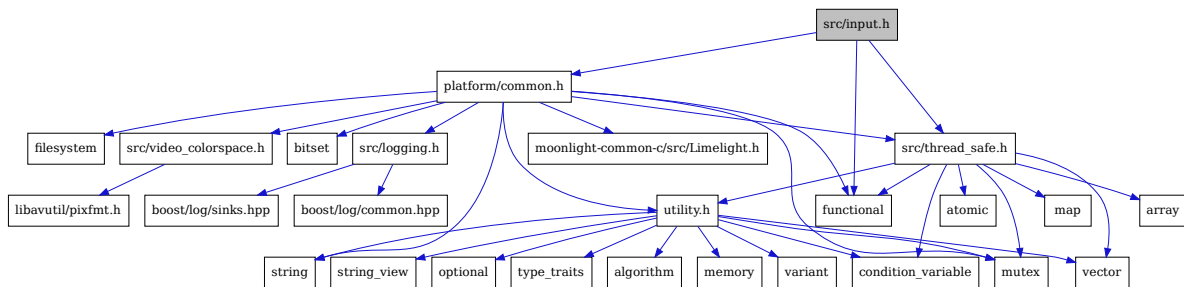 src/input.h
platform/common.h
filesystem
src/video_colorspace.h
bitset
src/logging.h
moonlight-common-c/src/Limelight.h
src/thread_safe.h
libavutil/pixfmt.h
boost/log/sinks.hpp
boost/log/common.hpp
utility.h
functional
atomic
map
array
string
string_view
optional
type_traits
algorithm
memory
variant
condition_variable
mutex
vector